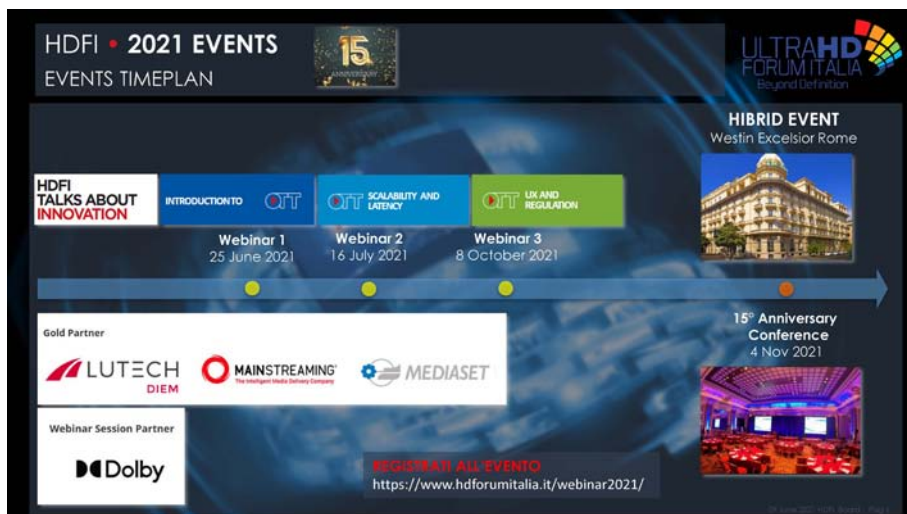 HDFI • 2021 EVENTS
EVENTS TIMEPLAN
15
ANNIVERSARY
ULTRAHD
FORUMITALIA
Beyond Definition
HIBRID EVENT
Westin Excelsior Rome
HDFI
TALKS ABOUT
INNOVATION
INTRODUCTION TO OTT
OTT SCALABILITY AND
LATENCY
OTT UX AND
REGULATION
Webinar 1
25 June 2021
Webinar 2
16 July 2021
Webinar 3
8 October 2021
15° Anniversary
Conference
4 Nov 2021
Gold Partner
LUTECH
DIEM
MAINSTREAMING
The Intelligent Media Delivery Company
MEDIASET
Webinar Session Partner
Dolby
REGISTRATI ALL'EVENTO
https://www.hdforumitalia.it/webinar2021/